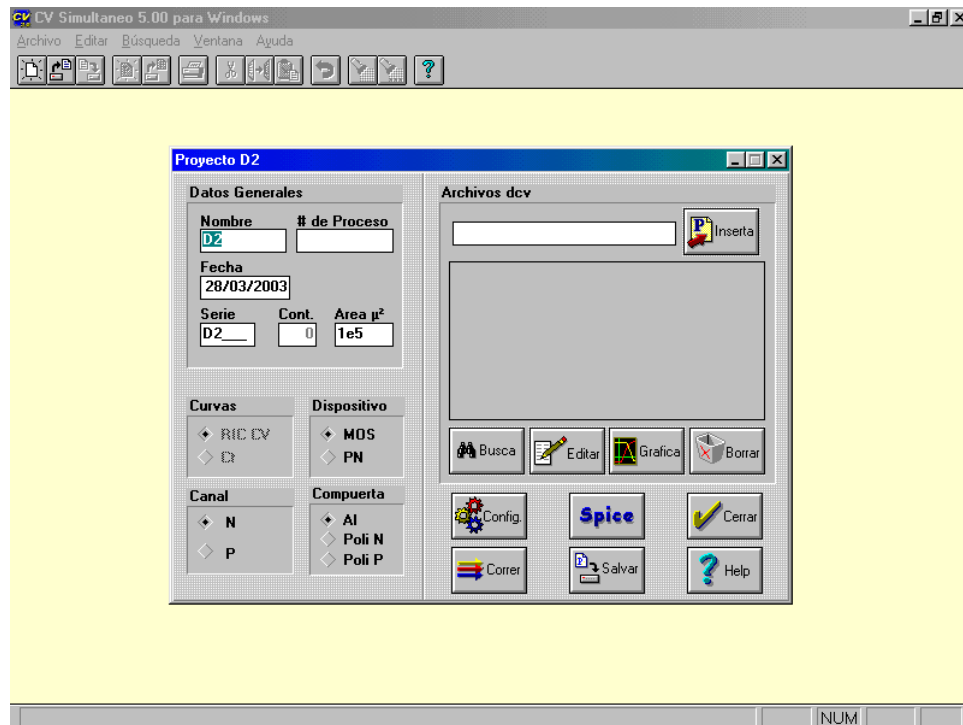 CV Simultaneo 5.00 para Windows
Archivo Editar Búsqueda Ventana Ayuda
Proyecto D2
Datos Generales
Nombre # de Proceso
D2
Fecha
28/03/2003
Serie Cont. Area µ²
D2___ 0 1e5
Curvas
RIC CV
Ct
Dispositivo
MOS
PN
Canal
N
P
Compuerta
Al
Poli N
Poli P
Archivos dcv
Inserta
Busca Editar Grafica Borrar
Config. Spice Cerrar
Correr Salvar Help
NUM